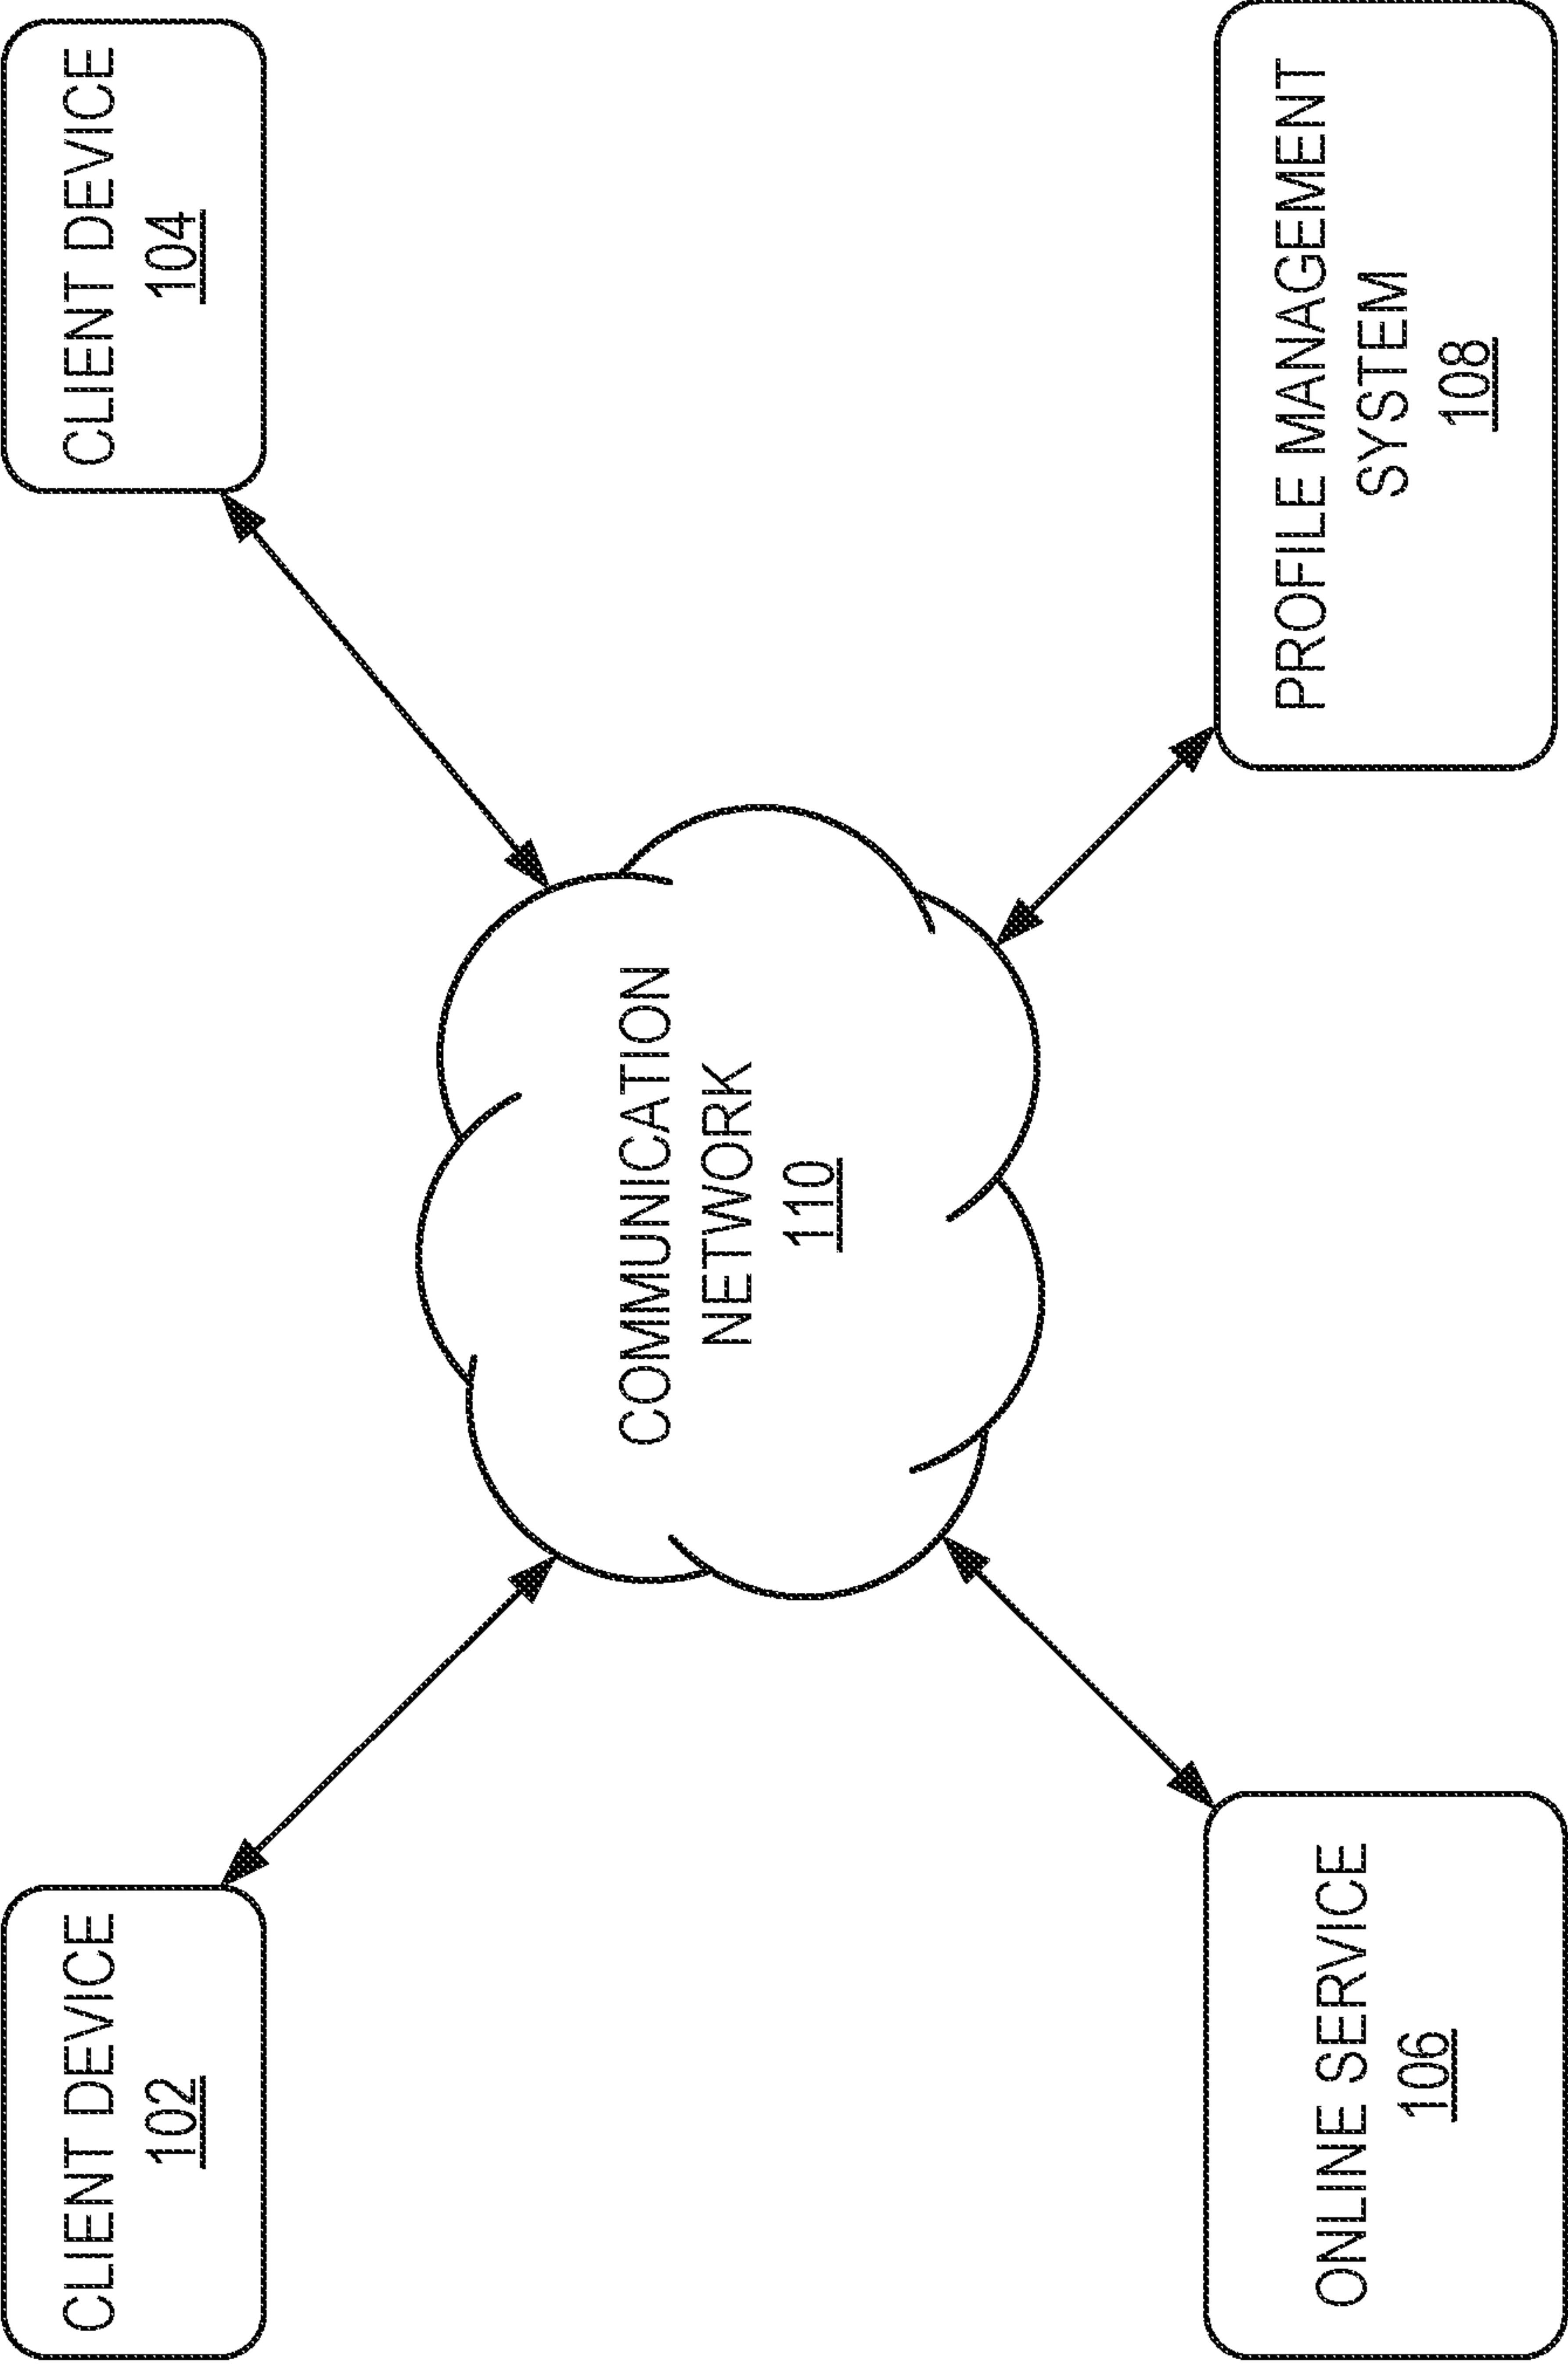 CLIENT DEVICE
102
CLIENT DEVICE
104
COMMUNICATION
NETWORK
110
ONLINE SERVICE
106
PROFILE MANAGEMENT
SYSTEM
108